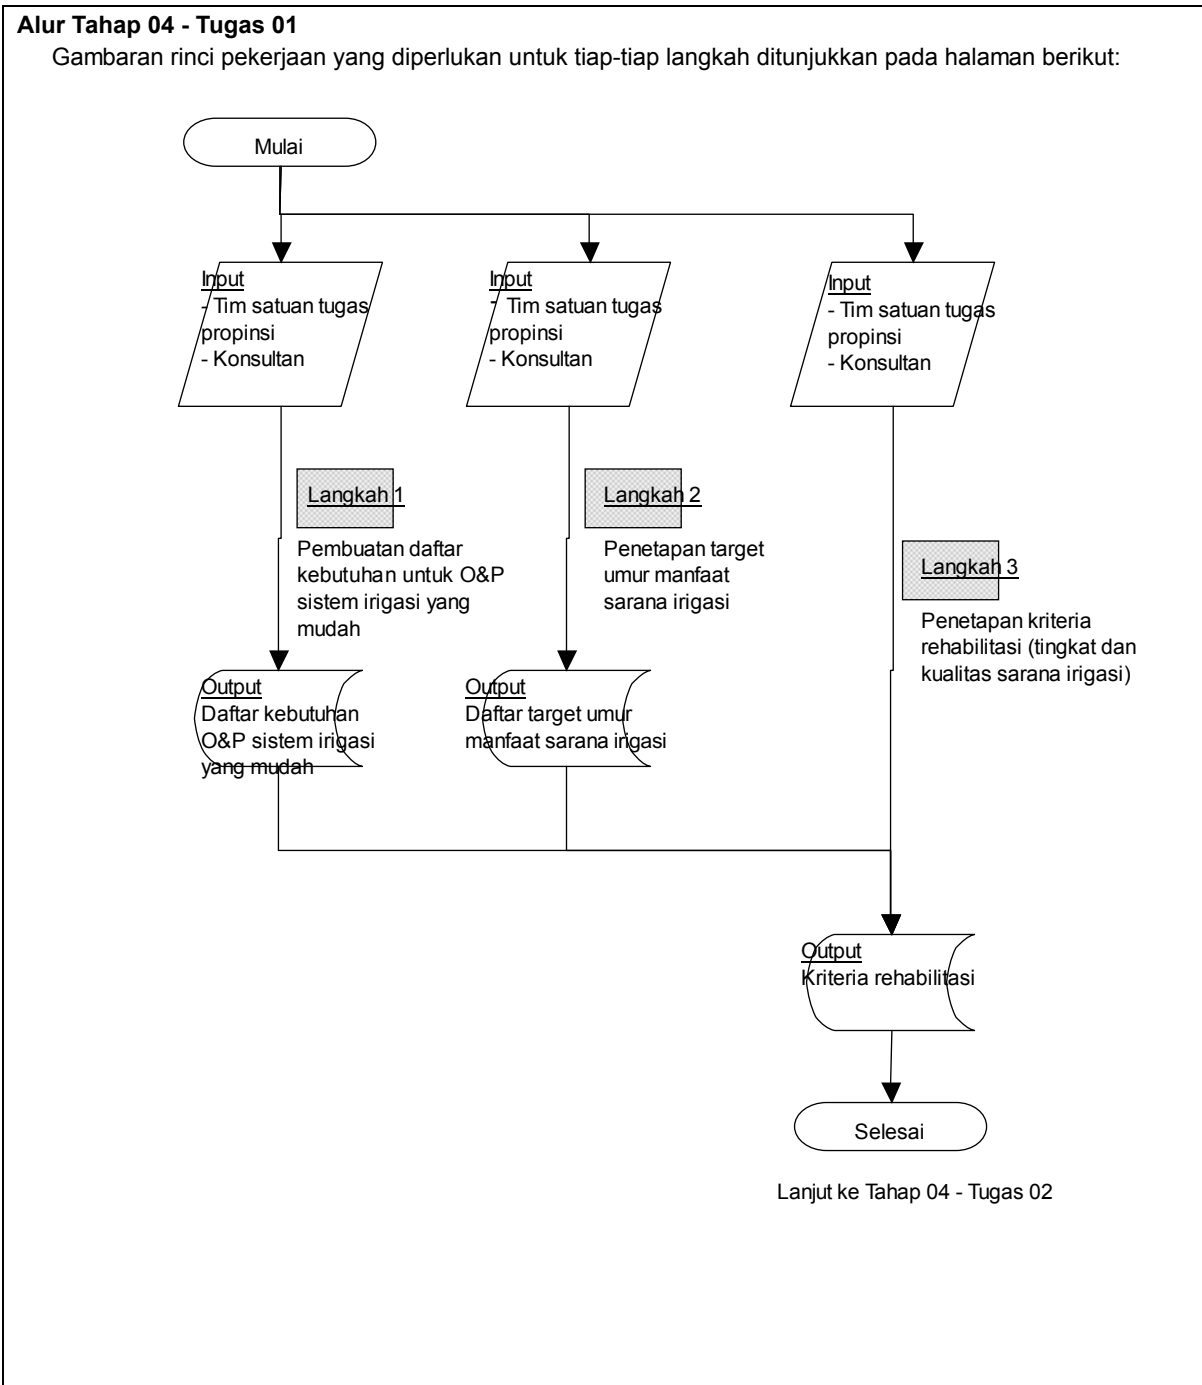 Alur Tahap 04 - Tugas 01
Gambaran rinci pekerjaan yang diperlukan untuk tiap-tiap langkah ditunjukkan pada halaman berikut:
Mulai
Input
- Tim satuan tugas
propinsi
- Konsultan
Input
- Tim satuan tugas
propinsi
- Konsultan
Input
- Tim satuan tugas
propinsi
- Konsultan
Langkah 1
Pembuatan daftar
kebutuhan untuk O&P
sistem irigasi yang
mudah
Langkah 2
Penetapan target
umur manfaat
sarana irigasi
Langkah 3
Penetapan kriteria
rehabilitasi (tingkat dan
kualitas sarana irigasi)
Output
Daftar kebutuhan
O&P sistem irigasi
yang mudah
Output
Daftar target umur
manfaat sarana irigasi
Output
Kriteria rehabilitasi
Selesai
Lanjut ke Tahap 04 - Tugas 02